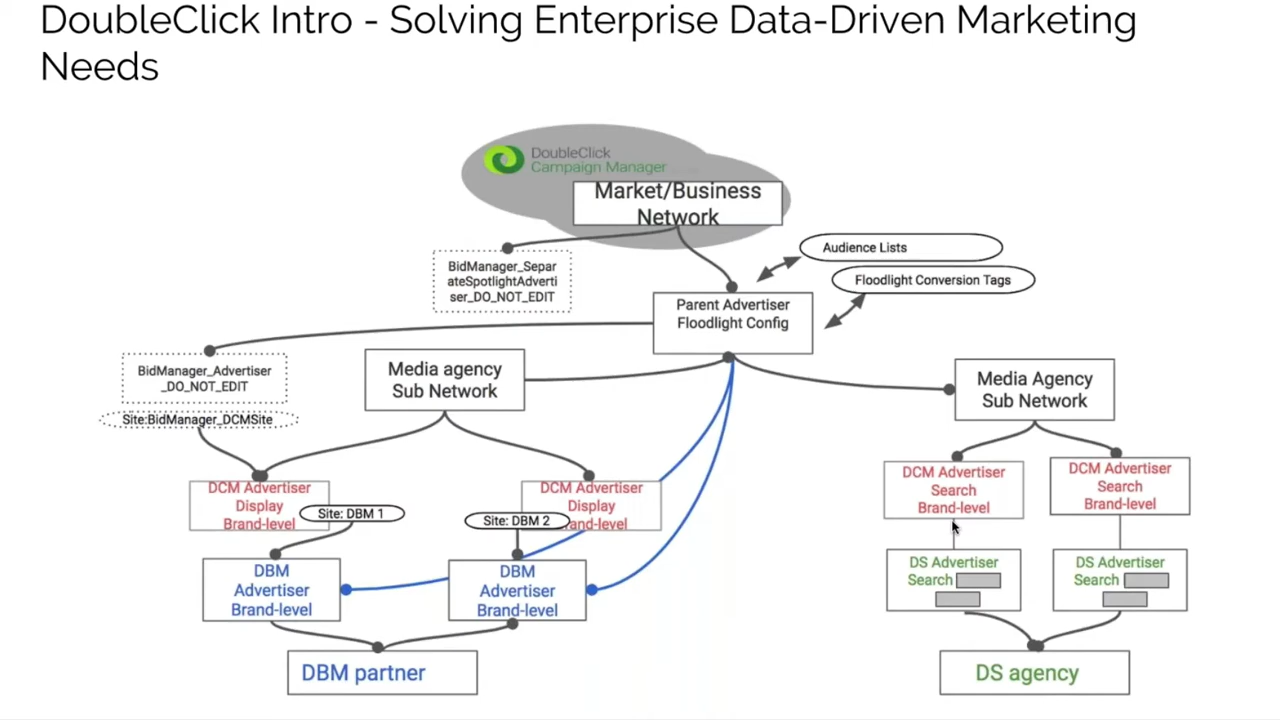 DoubleClick Intro - Solving Enterprise Data-Driven Marketing
Needs
DoubleClick
Campaign Manager
Market/Business
Network
Audience Lists
Floodlight Conversion Tags
BidManager_Separ
ateSpotlightAdverti
ser_DO_NOT_EDIT
Parent Advertiser
Floodlight Config
BidManager_Advertiser
_DO_NOT_EDIT
Site:BidManager_DCMSite
Media agency
Sub Network
Media Agency
Sub Network
DCM Advertiser
Display
Brand-level
Site: DBM 1
DCM Advertiser
Display
and-level
Site: DBM 2
DCM Advertiser
Search
Brand-level
DCM Advertiser
Search
Brand-level
DBM
Advertiser
Brand-level
DBM
Advertiser
Brand-level
DS Advertiser
Search
DS Advertiser
Search
DBM partner
DS agency